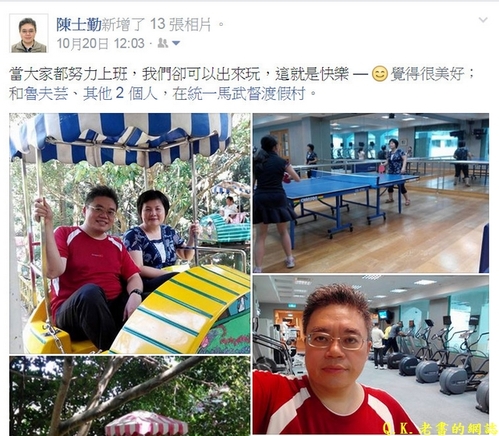 陳士勤新增了 13 張相片。
10月20日 12:03 ·
當大家都努力上班，我們卻可以出來玩，這就是快樂 — 😊 覺得很美好；
和魯夫芸、其他 2 個人，在統一馬武督渡假村。
Q.K.老書的網誌